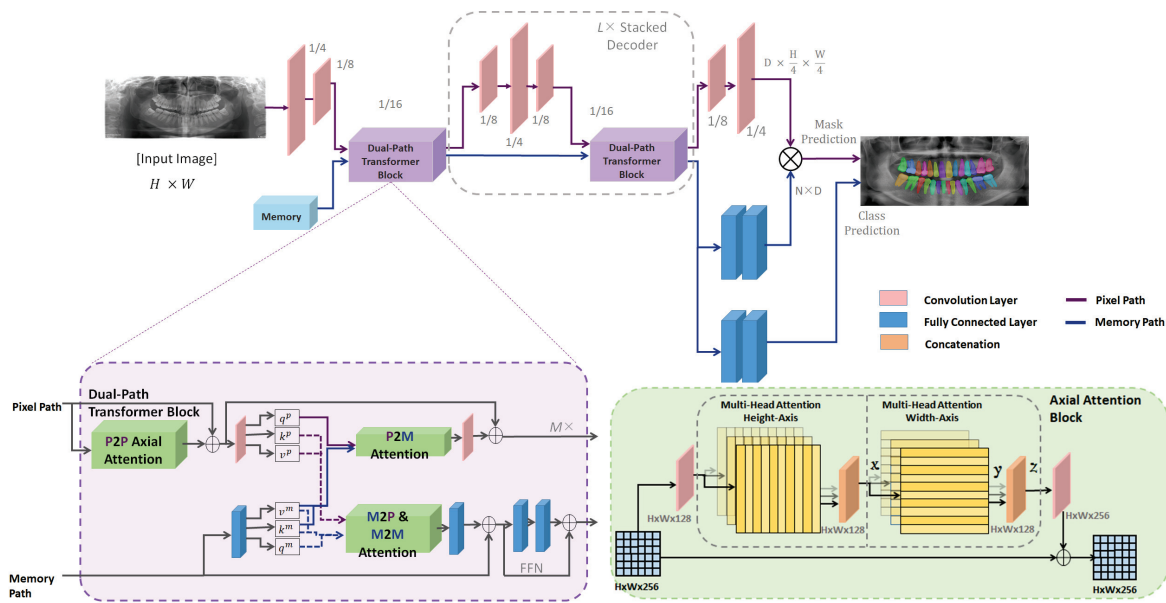 L× Stacked
Decoder
1/4
1/8
1/16
[Input Image]
H × W
Memory
Dual-Path
Transformer
Block
1/8
1/4
1/8
1/16
Dual-Path
Transformer
Block
1/8
1/4
D × H/4 × W/4
Mask
Prediction
N×D
Class
Prediction
Convolution Layer
Fully Connected Layer
Concatenation
Pixel Path
Memory Path
Dual-Path
Transformer Block
Pixel Path
P2P Axial
Attention
q^p
k^p
v^p
P2M
Attention
M×
v^m
k^m
q^m
M2P &
M2M
Attention
FFN
Memory
Path
Axial Attention
Block
Multi-Head Attention
Height-Axis
Multi-Head Attention
Width-Axis
HxWx256
HxWx128
HxWx128
x
y
z
HxWx128
HxWx256
HxWx256